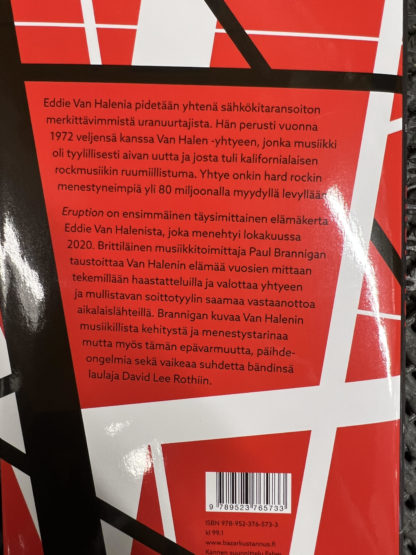 Eddie Van Halenia pidetään yhtenä sähkökitaransoiton
merkittävimmistä uranuurtajista. Hän perusti vuonna
1972 veljensä kanssa Van Halen -yhtyeen, jonka musiikki
oli tyylillisesti aivan uutta ja josta tuli kalifornialaisen
rockmusiikin ruumiillistuma. Yhtye onkin hard rockin
menestyneimpiä yli 80 miljoonalla myydyllä levyllään.
Eruption on ensimmäinen täysimittainen elämäkerta
Eddie Van Halenista, joka menehtyi lokakuussa
2020. Brittiläinen musiikkitoimittaja Paul Brannigan
taustoittaa Van Halenin elämää vuosien mittaan
tekemillään haastatteluilla ja valottaa yhtyeen
ja mullistavan soittotyylin saamaa vastaanottoa
aikalaislähteillä. Brannigan kuvaa Van Halenin
musiikillista kehitystä ja menestystarinaa
mutta myös tämän epävarmuutta, päihde-
ongelmia sekä vaikeaa suhdetta bändinsä
laulaja David Lee Rothiin.
9 789523 765733
ISBN 978-952-376-573-3
kl 99.1
www.bazarkustannus.fi
Kannen suunnittelu